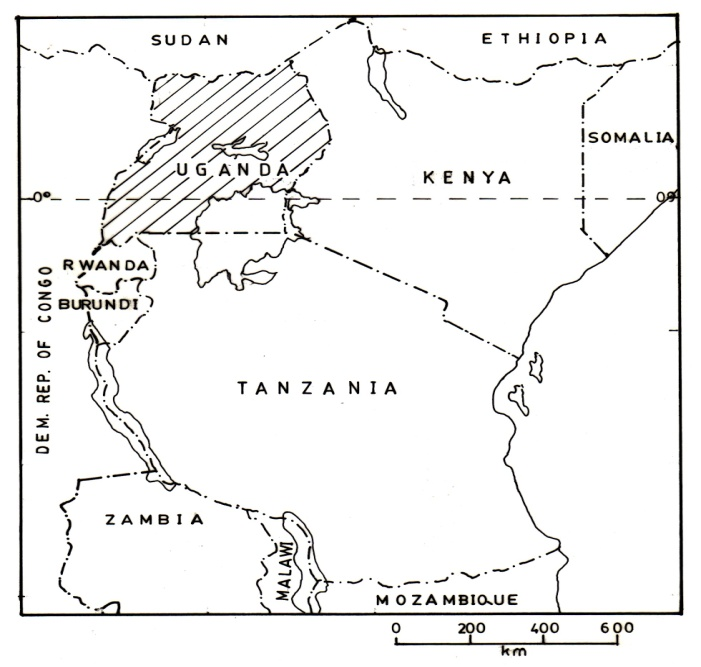 SUDAN
ETHIOPIA
SOMALIA
UGANDA
KENYA
0°
0°
RWANDA
BURUNDI
DEM. REP. OF CONGO
TANZANIA
ZAMBIA
MALAWI
MOZAMBIQUE
0 200 400 600
km